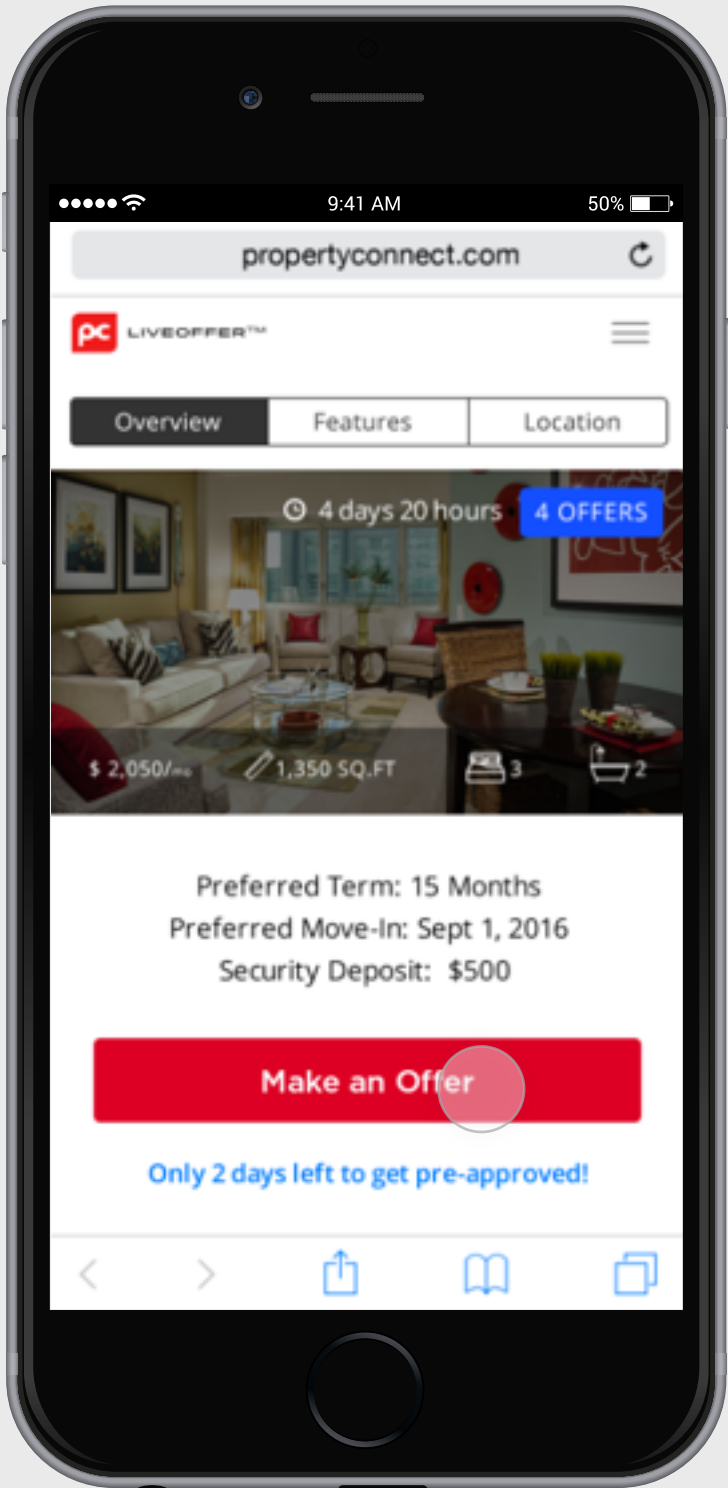 9:41 AM
50%
propertyconnect.com
pc LIVEOFFER™
Overview Features Location
4 days 20 hours 4 OFFERS
$ 2,050/mo 1,350 SQ.FT 3 2
Preferred Term: 15 Months
Preferred Move-In: Sept 1, 2016
Security Deposit: $500
Make an Offer
Only 2 days left to get pre-approved!